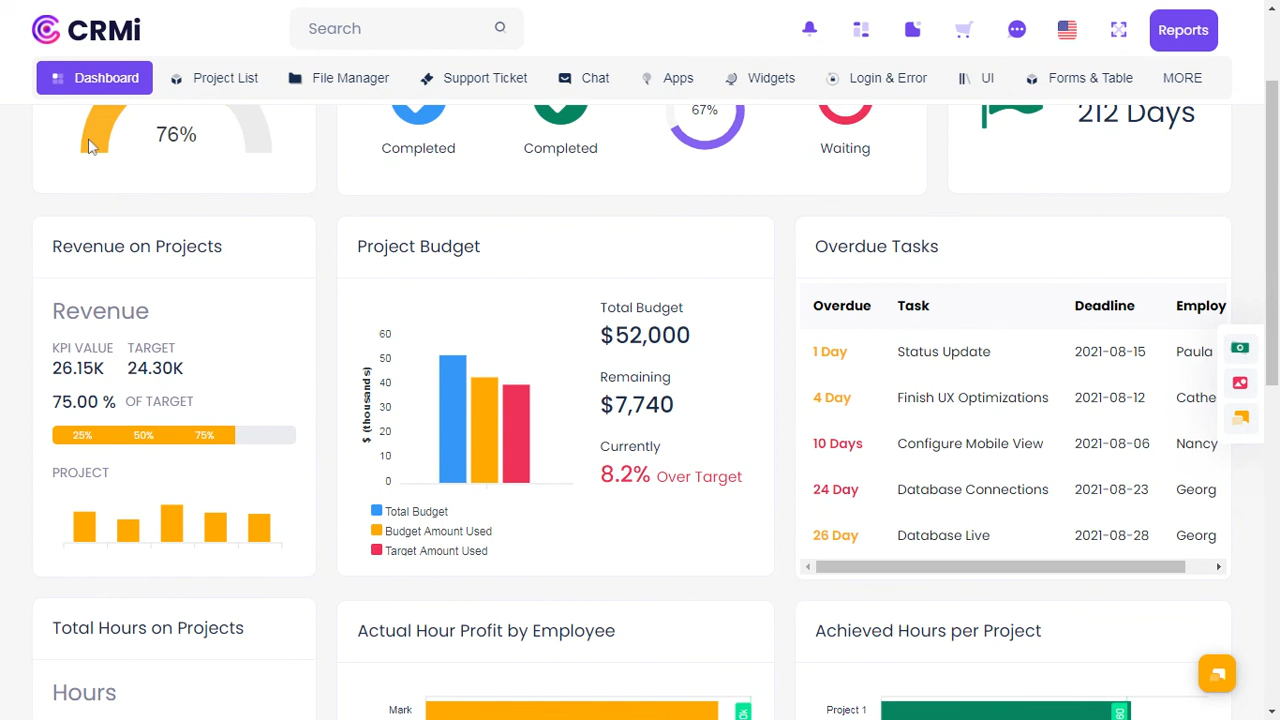 CRMi
Search
Reports
Dashboard
Project List
File Manager
Support Ticket
Chat
Apps
Widgets
Login & Error
UI
Forms & Table
MORE
76%
Completed
Completed
67%
Waiting
212 Days
Revenue on Projects
Revenue
KPI VALUE TARGET
26.15K 24.30K
75.00 % OF TARGET
25% 50% 75%
PROJECT
Project Budget
$ (thousands)
60
50
40
30
20
10
0
Total Budget
Budget Amount Used
Target Amount Used
Total Budget
$52,000
Remaining
$7,740
Currently
8.2% Over Target
Overdue Tasks
Overdue Task Deadline Employ
1 Day Status Update 2021-08-15 Paula
4 Day Finish UX Optimizations 2021-08-12 Cathe
10 Days Configure Mobile View 2021-08-06 Nancy
24 Day Database Connections 2021-08-23 Georg
26 Day Database Live 2021-08-28 Georg
Total Hours on Projects
Hours
Actual Hour Profit by Employee
Mark
Achieved Hours per Project
Project 1